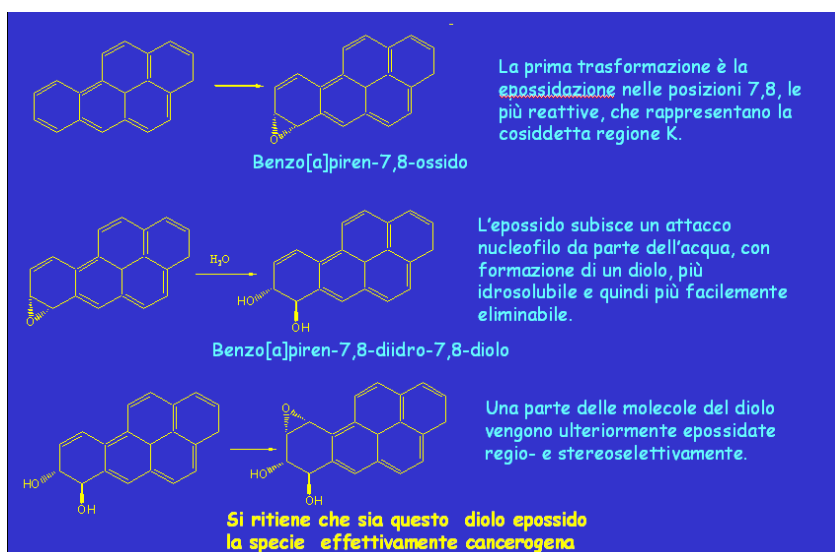 La prima trasformazione è la
epossidazione nelle posizioni 7,8, le
più reattive, che rappresentano la
cosiddetta regione K.
O
Benzo[a]piren-7,8-ossido
L'epossido subisce un attacco
nucleofilo da parte dell'acqua, con
formazione di un diolo, più
idrosolubile e quindi più facilemente
eliminabile.
H2O
O
HO
OH
Benzo[a]piren-7,8-diidro-7,8-diolo
Una parte delle molecole del diolo
vengono ulteriormente epossidate
regio- e stereoselettivamente.
O
HO
OH
HO
OH
Si ritiene che sia questo diolo epossido
la specie effettivamente cancerogena